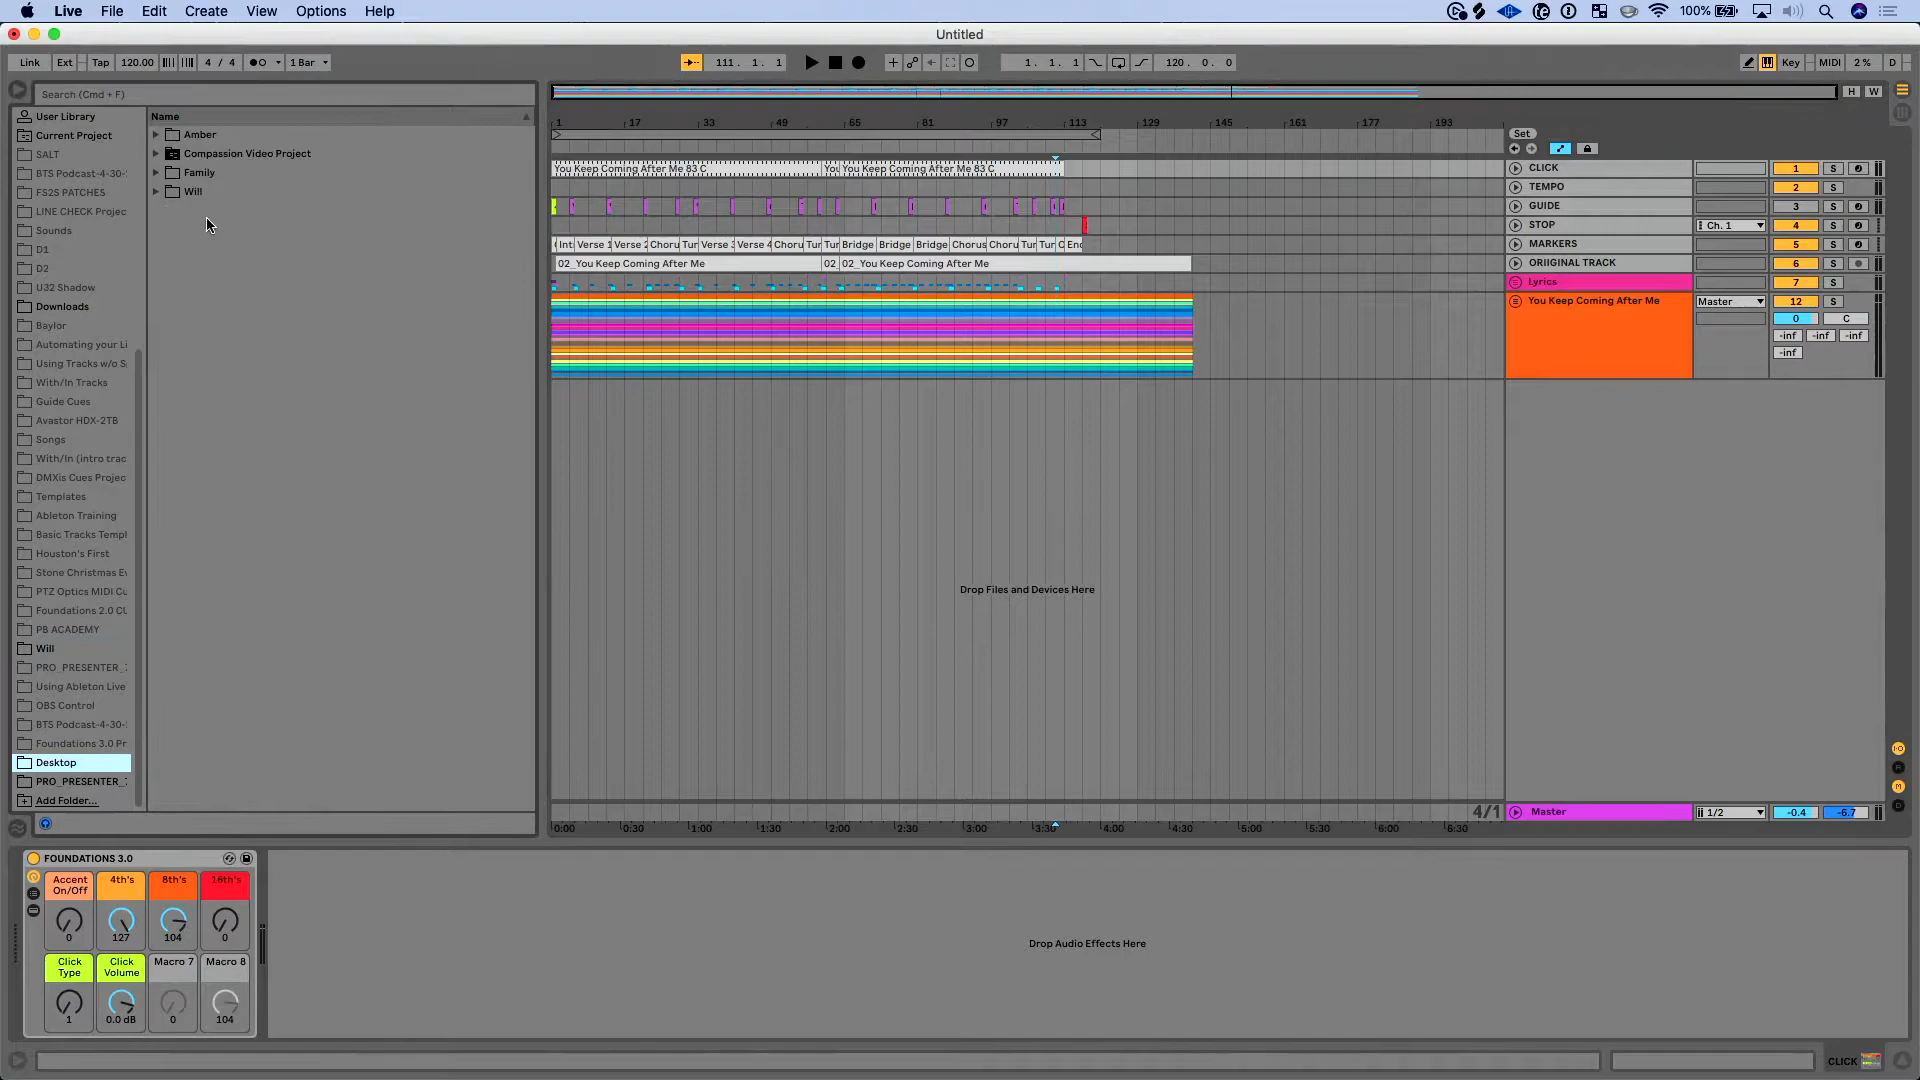 Live File Edit Create View Options Help
100%
Untitled
Link Ext Tap 120.00 4 / 4 1 Bar
111. 1. 1
1. 1. 1
120. 0. 0
Key MIDI 2 % D
Search (Cmd + F)
H W
User Library
Current Project
SALT
BTS Podcast-4-30-
FS2S PATCHES
LINE CHECK Projec
Sounds
D1
D2
U32 Shadow
Downloads
Baylor
Automating your Li
Using Tracks w/o S
With/In Tracks
Guide Cues
Avastor HDX-2TB
Songs
With/In (intro trac
DMXis Cues Projec
Templates
Ableton Training
Basic Tracks Templ
Houston's First
Stone Christmas Ev
PTZ Optics MIDI Cu
Foundations 2.0 CU
PB ACADEMY
Will
PRO_PRESENTER_
Using Ableton Live
OBS Control
BTS Podcast-4-30-
Foundations 3.0 Pr
Desktop
PRO_PRESENTER_
Add Folder...
Name
Amber
Compassion Video Project
Family
Will
1 17 33 49 65 81 97 113 129 145 161 177 193
You Keep Coming After Me 83 C You You Keep Coming After Me 83 C
Int Verse 1 Verse 2 Choru Tur Verse 3 Verse 4 Choru Tur Tur Bridge Bridge Bridge Chorus Choru Tur Tur C End
02_You Keep Coming After Me 02_ 02_You Keep Coming After Me
Drop Files and Devices Here
Set
CLICK 1 S
TEMPO 2 S
GUIDE 3 S
STOP Ch. 1 4 S
MARKERS 5 S
ORIIGINAL TRACK 6 S
Lyrics 7 S
You Keep Coming After Me Master 12 S
0 C
-inf -inf -inf
-inf
4/1
Master 1/2 -0.4 -6.7
0:00 0:30 1:00 1:30 2:00 2:30 3:00 3:30 4:00 4:30 5:00 5:30 6:00 6:30
FOUNDATIONS 3.0
Accent On/Off 4th's 8th's 16th's
0 127 104 0
Click Type Click Volume Macro 7 Macro 8
1 0.0 dB 0 104
Drop Audio Effects Here
CLICK